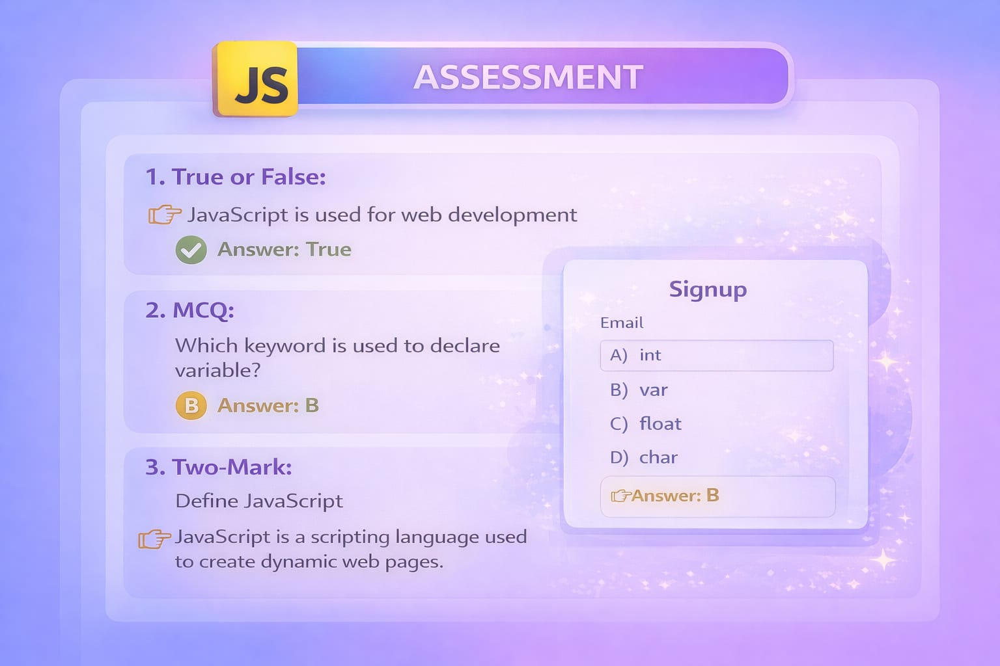 JS
ASSESSMENT
1. True or False:
JavaScript is used for web development
Answer: True
2. MCQ:
Which keyword is used to declare
variable?
B Answer: B
3. Two-Mark:
Define JavaScript
JavaScript is a scripting language used
to create dynamic web pages.
Signup
Email
A) int
B) var
C) float
D) char
Answer: B